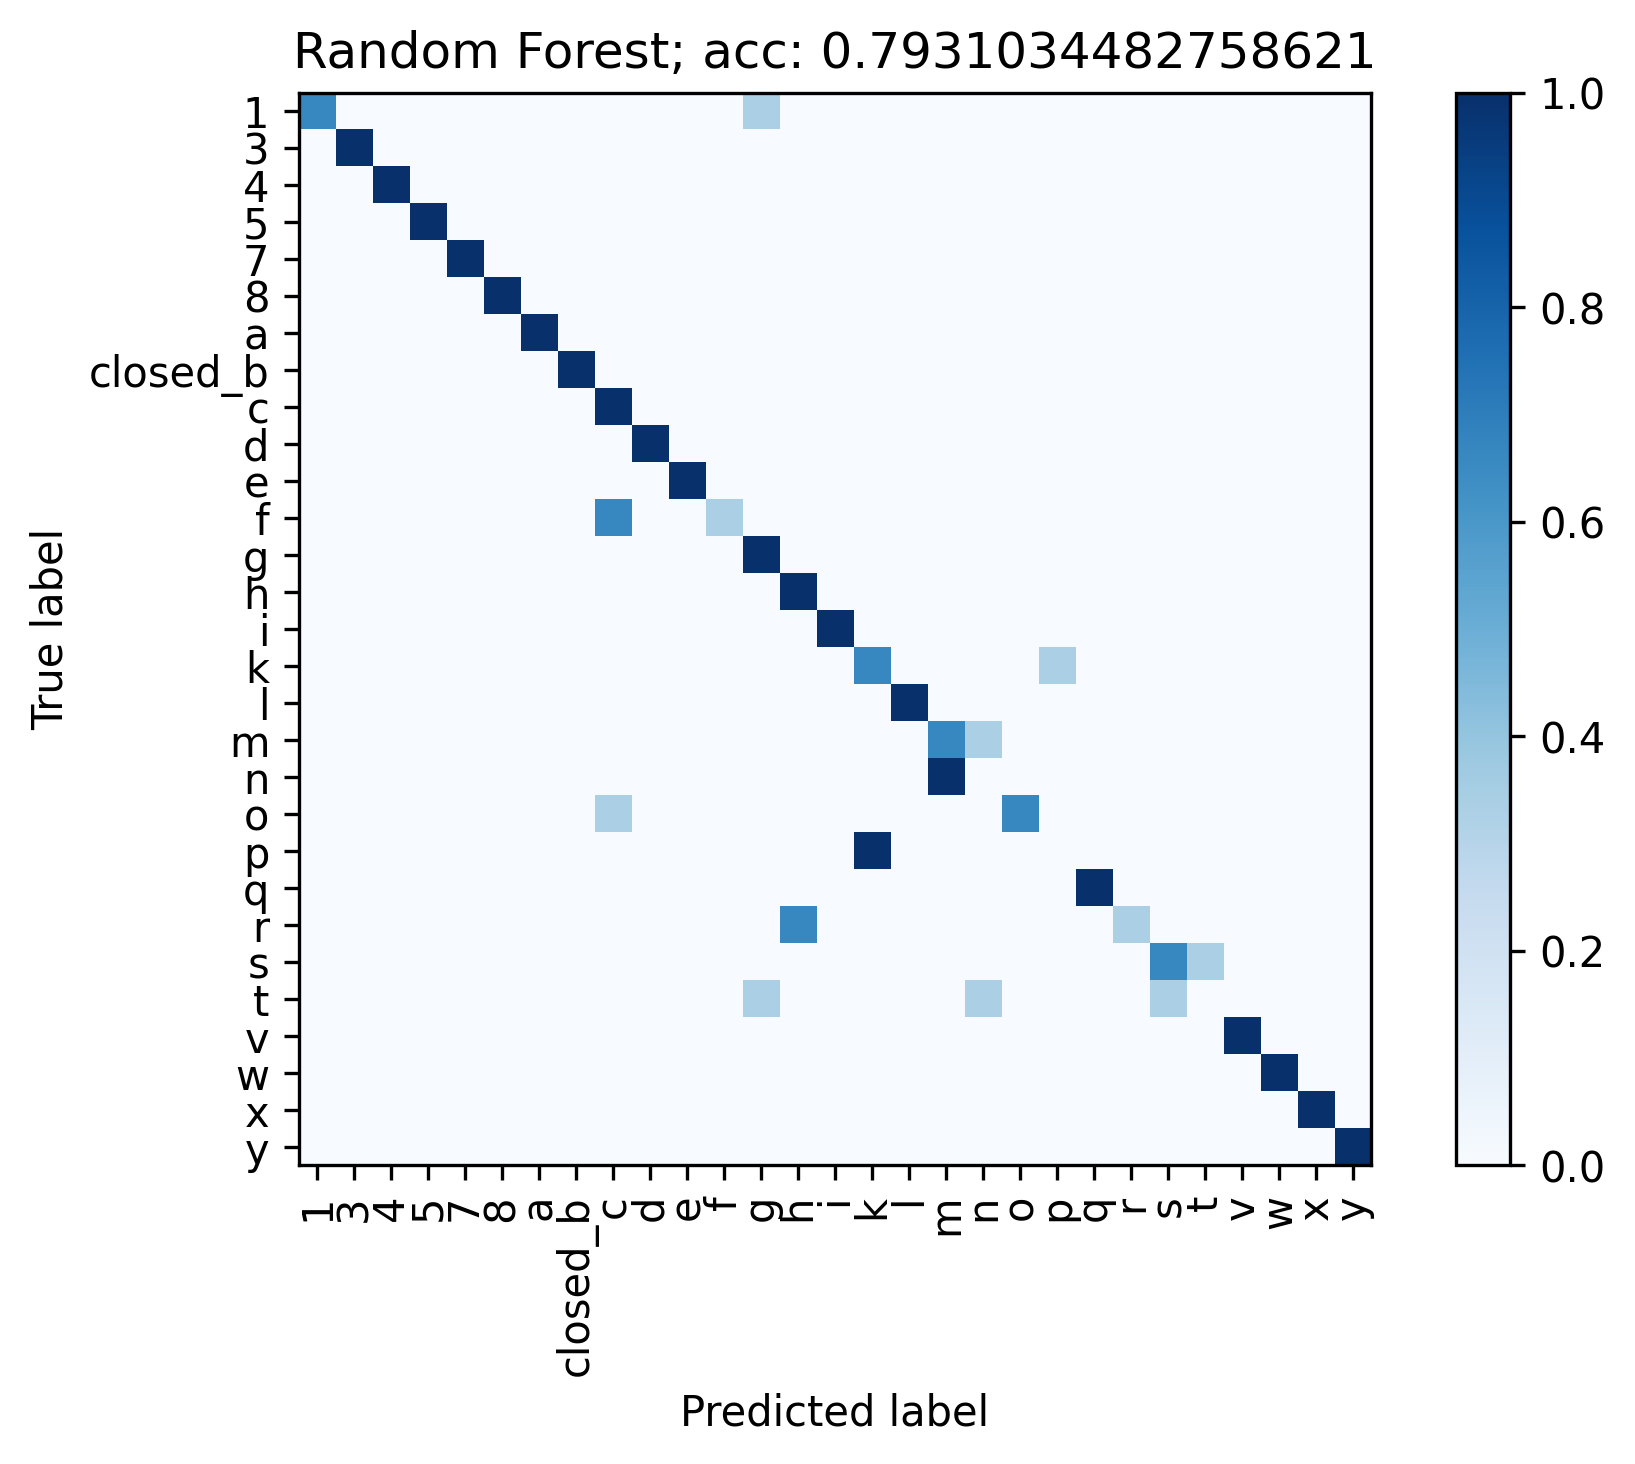 Random Forest; acc: 0.7931034482758621
True label
1
3
4
5
7
8
a
closed_b
c
d
e
f
g
h
i
k
l
m
n
o
p
q
r
s
t
v
w
x
y
1 3 4 5 7 8 a closed_b c d e f g h i k l m n o p q r s t v w x y
Predicted label
1.0
0.8
0.6
0.4
0.2
0.0